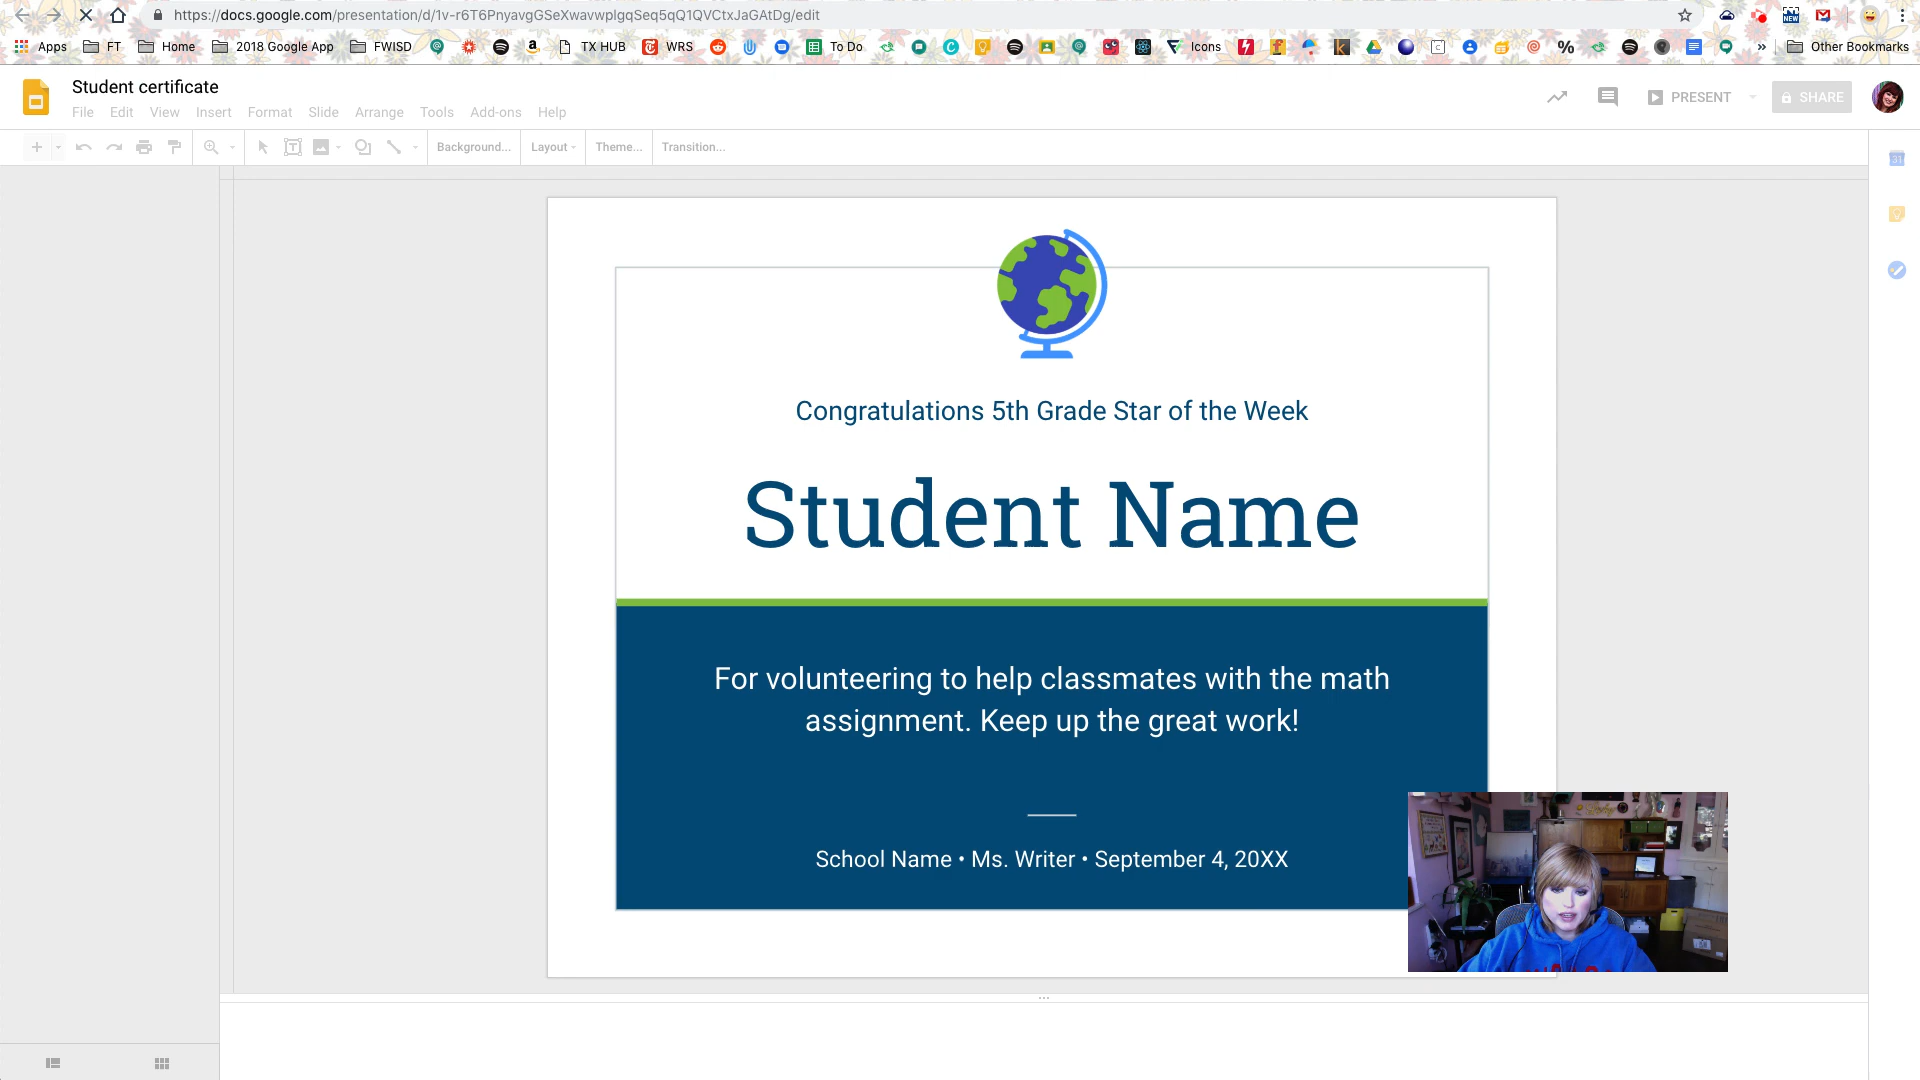 https://docs.google.com/presentation/d/1v-r6T6PnyavgGSeXwavwplgqSeq5qQ1QVCtxJaGAtDg/edit
NEW
Apps FT Home 2018 Google App FWISD TX HUB WRS To Do Icons % » Other Bookmarks
Student certificate
File Edit View Insert Format Slide Arrange Tools Add-ons Help
PRESENT SHARE
Background... Layout Theme... Transition...
31
Congratulations 5th Grade Star of the Week
Student Name
For volunteering to help classmates with the math
assignment. Keep up the great work!
School Name • Ms. Writer • September 4, 20XX